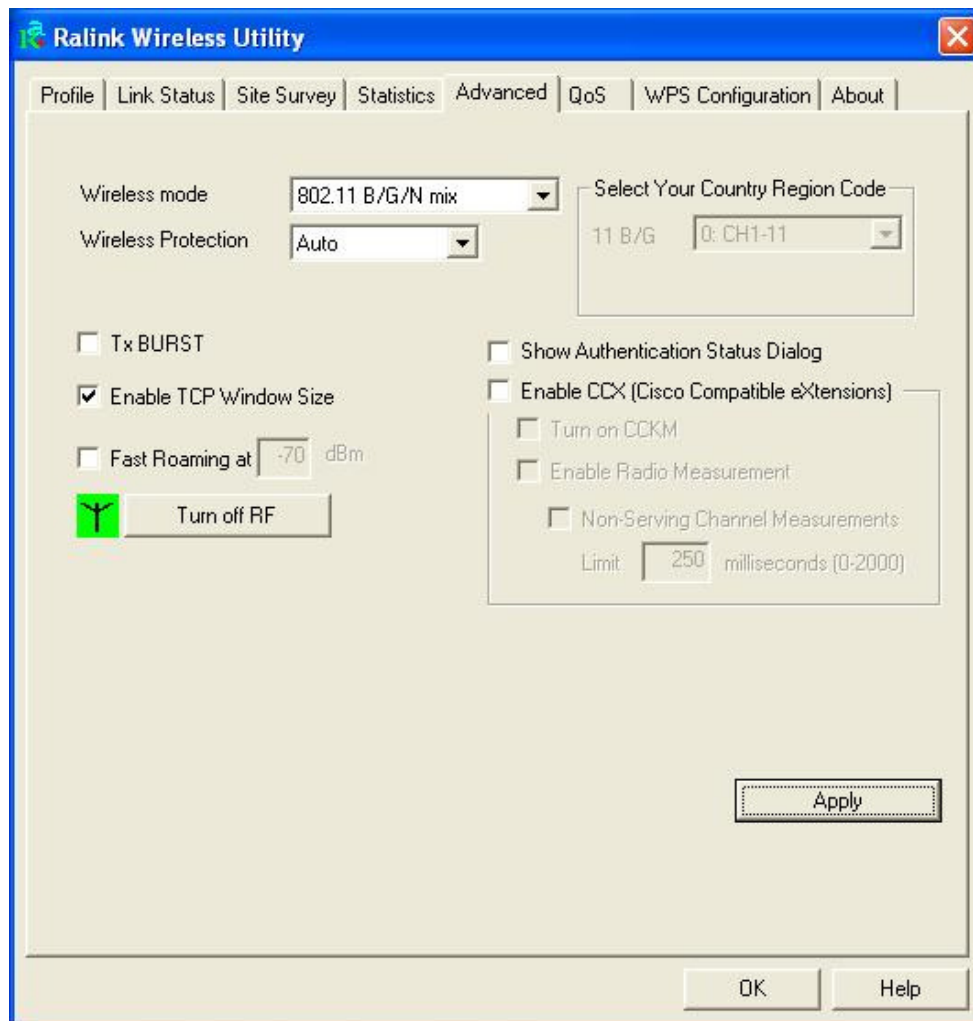 Ralink Wireless Utility
Profile
Link Status
Site Survey
Statistics
Advanced
QoS
WPS Configuration
About
Wireless mode
802.11 B/G/N mix
Wireless Protection
Auto
Select Your Country Region Code
11 B/G
0: CH1-11
Tx BURST
Enable TCP Window Size
Fast Roaming at -70 dBm
Turn off RF
Show Authentication Status Dialog
Enable CCX (Cisco Compatible eXtensions)
Turn on CCKM
Enable Radio Measurement
Non-Serving Channel Measurements
Limit 250 milliseconds (0-2000)
Apply
OK
Help